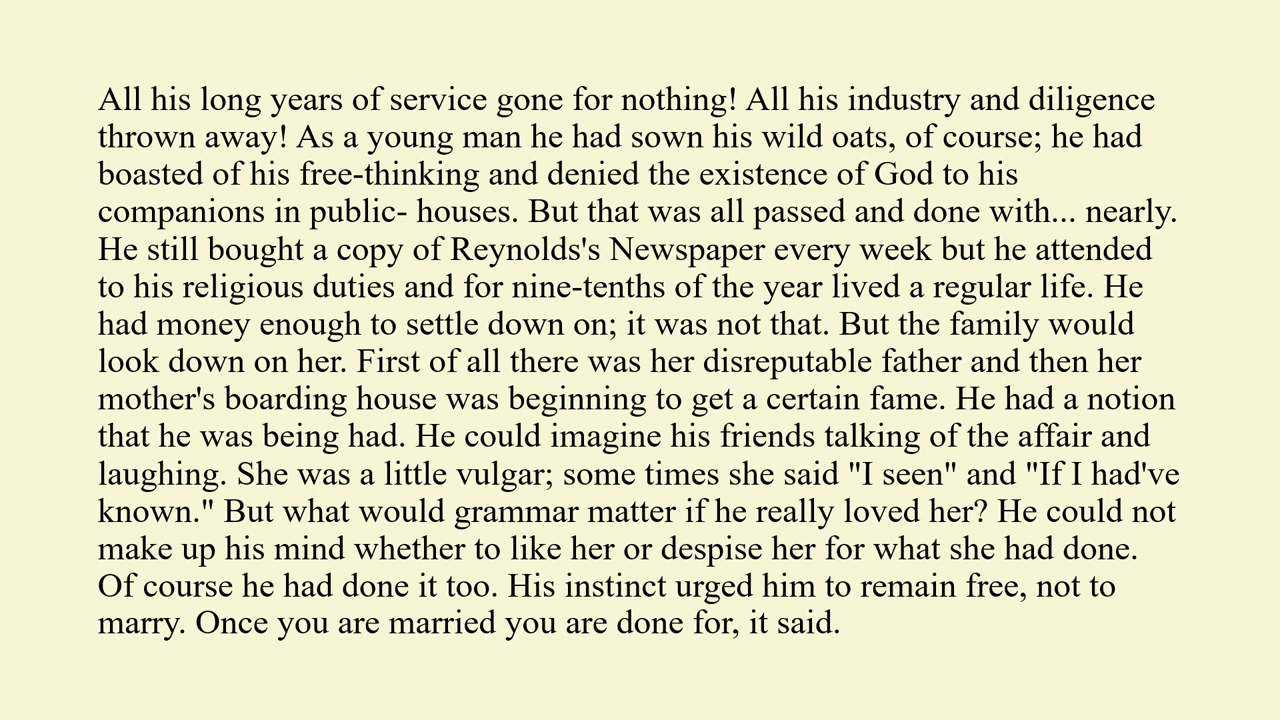 All his long years of service gone for nothing! All his industry and diligence
thrown away! As a young man he had sown his wild oats, of course; he had
boasted of his free-thinking and denied the existence of God to his
companions in public- houses. But that was all passed and done with... nearly.
He still bought a copy of Reynolds's Newspaper every week but he attended
to his religious duties and for nine-tenths of the year lived a regular life. He
had money enough to settle down on; it was not that. But the family would
look down on her. First of all there was her disreputable father and then her
mother's boarding house was beginning to get a certain fame. He had a notion
that he was being had. He could imagine his friends talking of the affair and
laughing. She was a little vulgar; some times she said "I seen" and "If I had've
known." But what would grammar matter if he really loved her? He could not
make up his mind whether to like her or despise her for what she had done.
Of course he had done it too. His instinct urged him to remain free, not to
marry. Once you are married you are done for, it said.